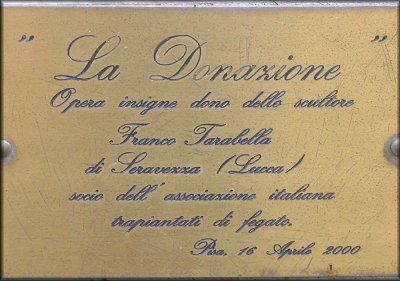 " La Donazione "
Opera insigne dono dello scultore
Franco Tarabella
di Seravezza (Lucca)
socio dell'associazione italiana
trapiantati di fegato.
Pisa, 16 Aprile 2000